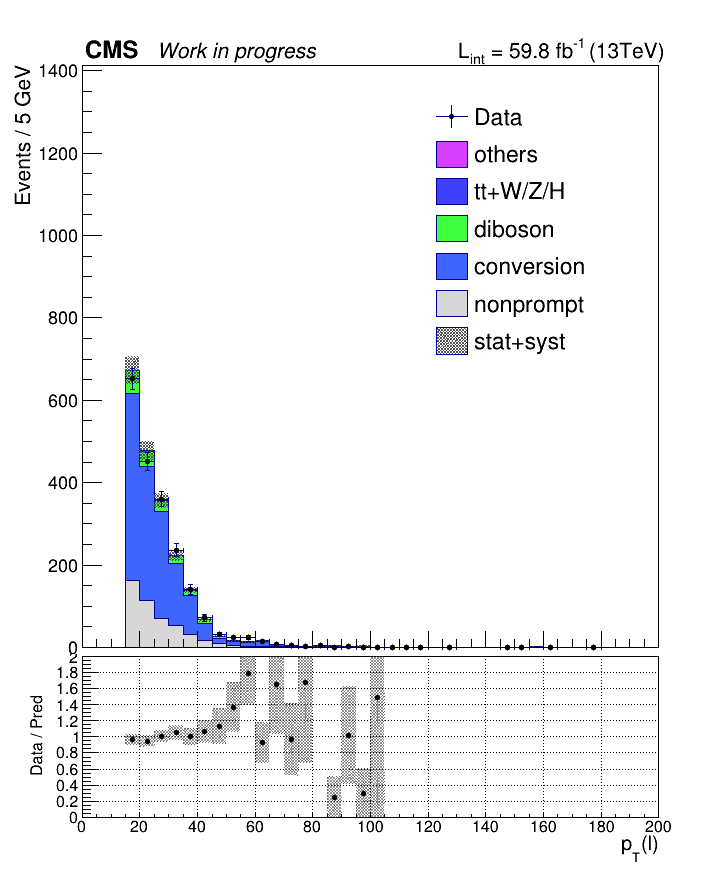 CMS Work in progress L_int = 59.8 fb^-1 (13TeV)
Events / 5 GeV
1400
1200
1000
800
600
400
200
0
Data
others
tt+W/Z/H
diboson
conversion
nonprompt
stat+syst
Data / Pred
2
1.8
1.6
1.4
1.2
1
0.8
0.6
0.4
0.2
0
0 20 40 60 80 100 120 140 160 180 200
p_T(l)